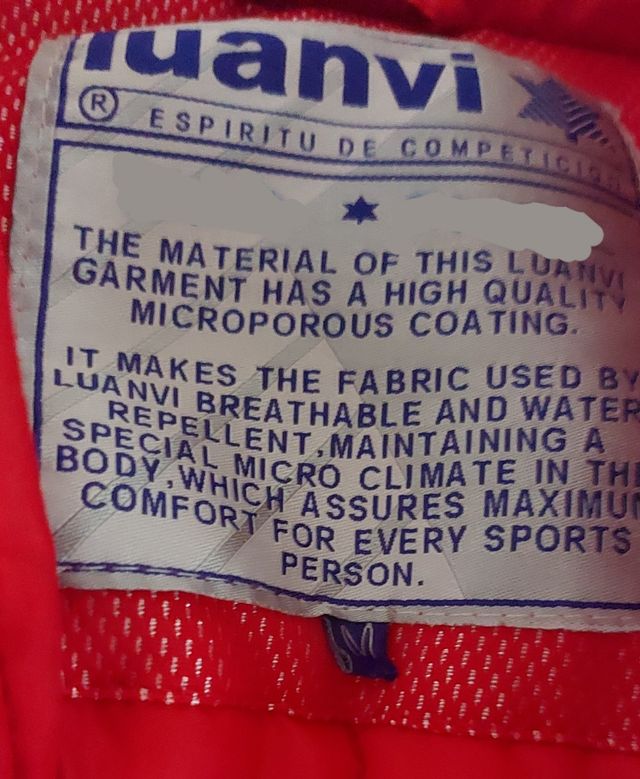 luanvi
® ESPIRITU DE COMPETICION
THE MATERIAL OF THIS LUANVI
GARMENT HAS A HIGH QUALITY
MICROPOROUS COATING.
IT MAKES THE FABRIC USED BY
LUANVI BREATHABLE AND WATER
REPELLENT,MAINTAINING A
SPECIAL MICRO CLIMATE IN TH
BODY,WHICH ASSURES MAXIMUM
COMFORT FOR EVERY SPORTS
PERSON.
M